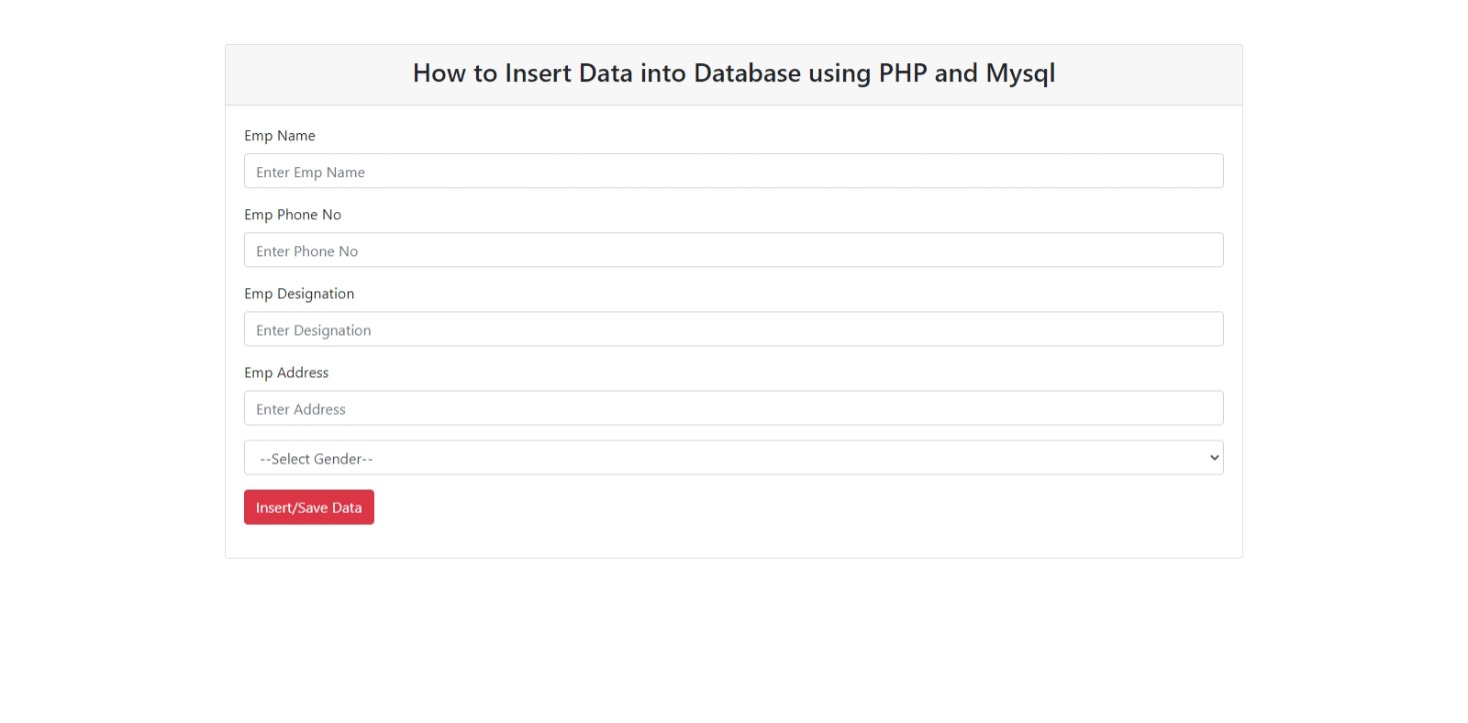 How to Insert Data into Database using PHP and Mysql
Emp Name
Enter Emp Name
Emp Phone No
Enter Phone No
Emp Designation
Enter Designation
Emp Address
Enter Address
--Select Gender--
Insert/Save Data